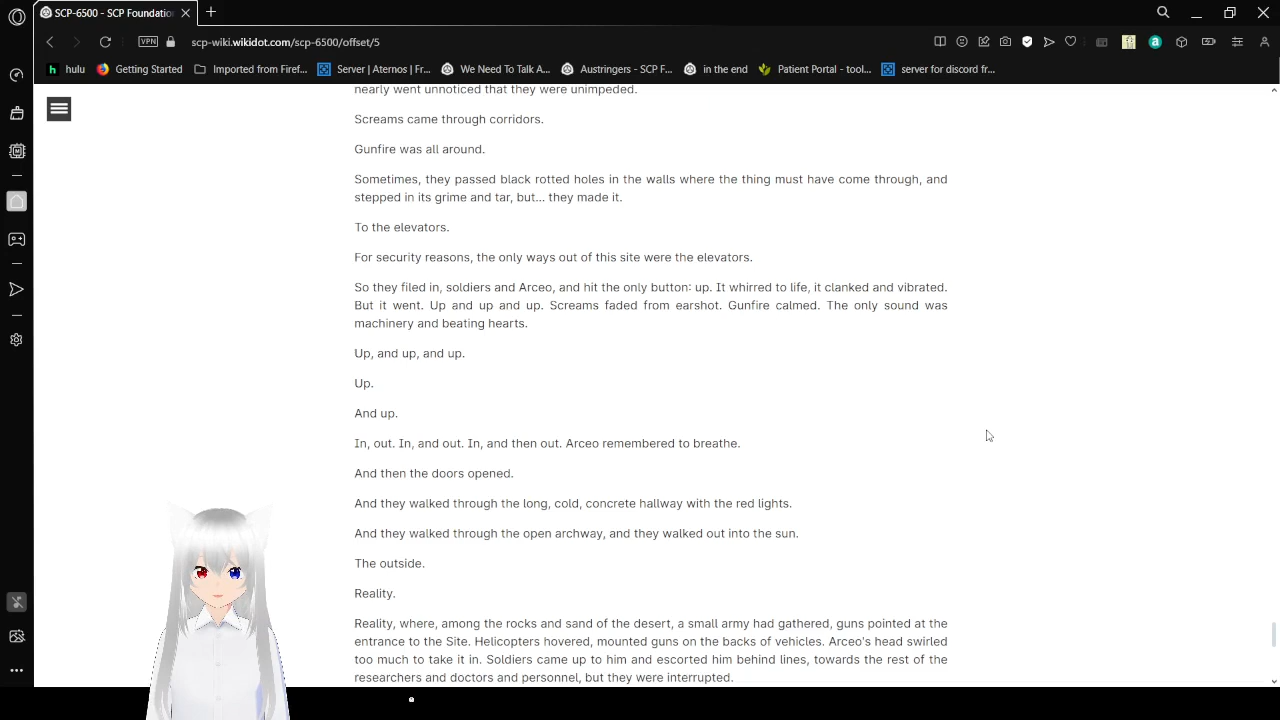 SCP-6500 - SCP Foundatio
VPN
scp-wiki.wikidot.com/scp-6500/offset/5
hulu
Getting Started
Imported from Firef...
Server | Aternos | Fr...
We Need To Talk A...
Austringers - SCP F...
in the end
Patient Portal - tool...
server for discord fr...
nearly went unnoticed that they were unimpeded.
Screams came through corridors.
Gunfire was all around.
Sometimes, they passed black rotted holes in the walls where the thing must have come through, and
stepped in its grime and tar, but... they made it.
To the elevators.
For security reasons, the only ways out of this site were the elevators.
So they filed in, soldiers and Arceo, and hit the only button: up. It whirred to life, it clanked and vibrated.
But it went. Up and up and up. Screams faded from earshot. Gunfire calmed. The only sound was
machinery and beating hearts.
Up, and up, and up.
Up.
And up.
In, out. In, and out. In, and then out. Arceo remembered to breathe.
And then the doors opened.
And they walked through the long, cold, concrete hallway with the red lights.
And they walked through the open archway, and they walked out into the sun.
The outside.
Reality.
Reality, where, among the rocks and sand of the desert, a small army had gathered, guns pointed at the
entrance to the Site. Helicopters hovered, mounted guns on the backs of vehicles. Arceo's head swirled
too much to take it in. Soldiers came up to him and escorted him behind lines, towards the rest of the
researchers and doctors and personnel, but they were interrupted.